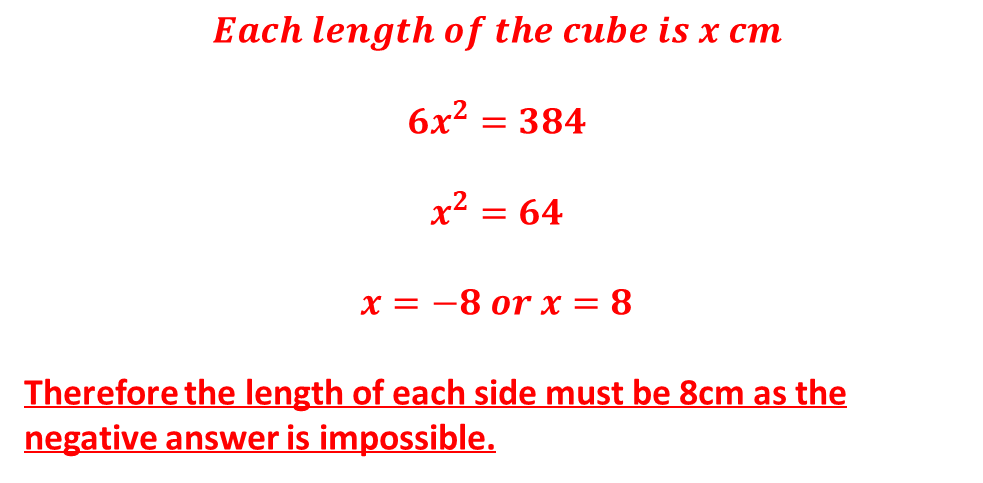 Each length of the cube is x cm
6x² = 384
x² = 64
x = −8 or x = 8
Therefore the length of each side must be 8cm as the
negative answer is impossible.